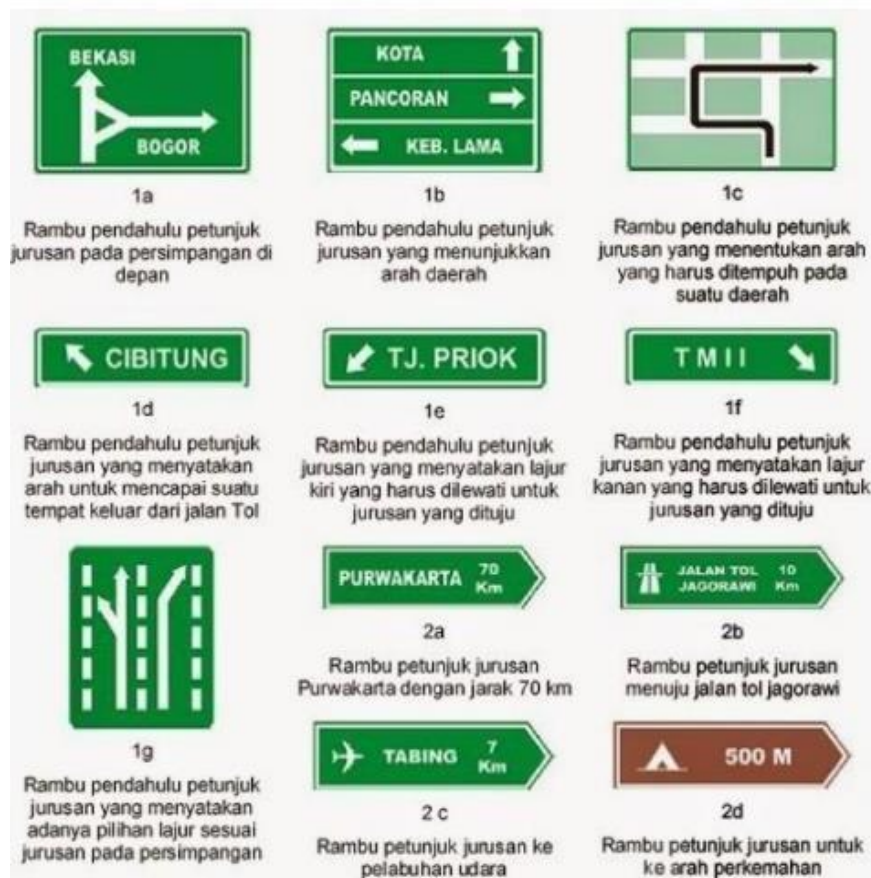 BEKASI
BOGOR
1a
Rambu pendahulu petunjuk
jurusan pada persimpangan di
depan
KOTA
PANCORAN
KEB. LAMA
1b
Rambu pendahulu petunjuk
jurusan yang menunjukkan
arah daerah
1c
Rambu pendahulu petunjuk
jurusan yang menentukan arah
yang harus ditempuh pada
suatu daerah
CIBITUNG
1d
Rambu pendahulu petunjuk
jurusan yang menyatakan
arah untuk mencapai suatu
tempat keluar dari jalan Tol
TJ. PRIOK
1e
Rambu pendahulu petunjuk
jurusan yang menyatakan lajur
kiri yang harus dilewati untuk
jurusan yang dituju
TMII
1f
Rambu pendahulu petunjuk
jurusan yang menyatakan lajur
kanan yang harus dilewati untuk
jurusan yang dituju
1g
Rambu pendahulu petunjuk
jurusan yang menyatakan
adanya pilihan lajur sesuai
jurusan pada persimpangan
PURWAKARTA 70
Km
2a
Rambu petunjuk jurusan
Purwakarta dengan jarak 70 km
JALAN TOL 10
JAGORAWI Km
2b
Rambu petunjuk jurusan
menuju jalan tol jagorawi
TABING 7
Km
2 c
Rambu petunjuk jurusan ke
pelabuhan udara
500 M
2d
Rambu petunjuk jurusan untuk
ke arah perkemahan